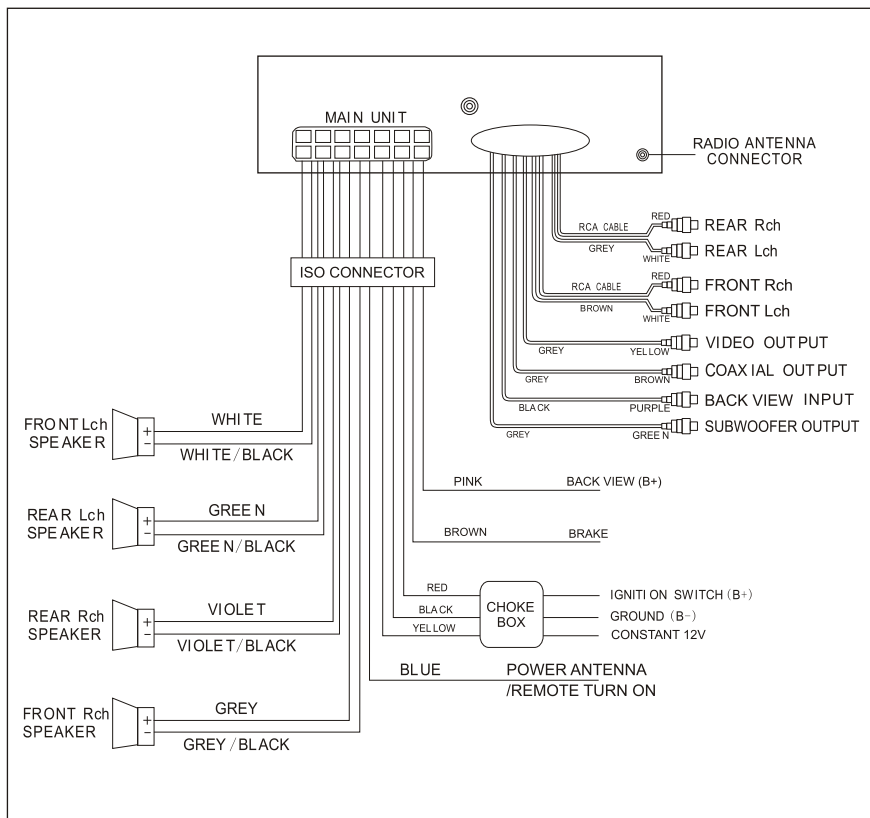 MAIN UNIT
RADIO ANTENNA
CONNECTOR
RCA CABLE
RED
REAR Rch
GREY
WHITE
REAR Lch
ISO CONNECTOR
RCA CABLE
RED
FRONT Rch
BROWN
WHITE
FRONT Lch
GREY
YELLOW
VIDEO OUTPUT
GREY
BROWN
COAXIAL OUTPUT
BLACK
PURPLE
BACK VIEW INPUT
GREY
GREEN
SUBWOOFER OUTPUT
FRONT Lch
SPEAKER
+
-
WHITE
WHITE/BLACK
PINK
BACK VIEW (B+)
REAR Lch
SPEAKER
+
-
GREEN
GREEN/BLACK
BROWN
BRAKE
RED
BLACK
YELLOW
CHOKE
BOX
IGNITION SWITCH (B+)
GROUND (B-)
CONSTANT 12V
REAR Rch
SPEAKER
+
-
VIOLET
VIOLET/BLACK
BLUE
POWER ANTENNA
/REMOTE TURN ON
FRONT Rch
SPEAKER
+
-
GREY
GREY/BLACK